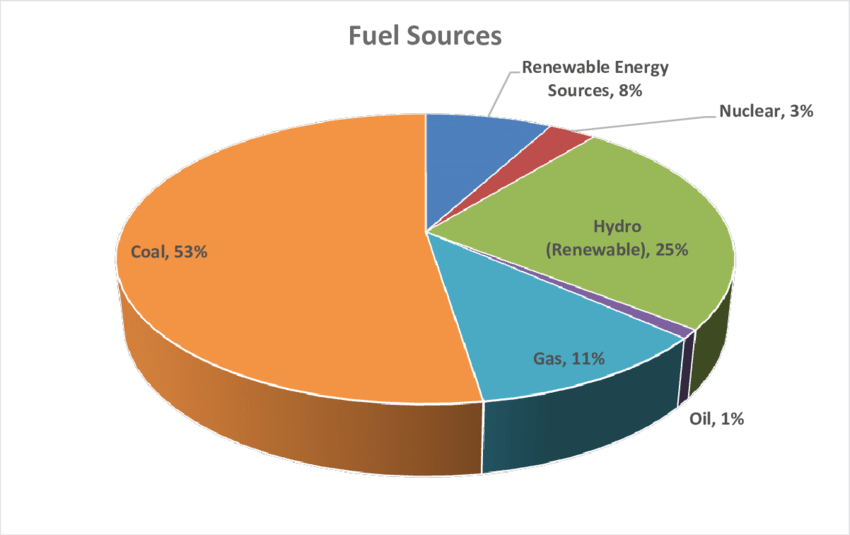 Fuel Sources
Renewable Energy
Sources, 8%
Nuclear, 3%
Hydro
(Renewable), 25%
Coal, 53%
Gas, 11%
Oil, 1%